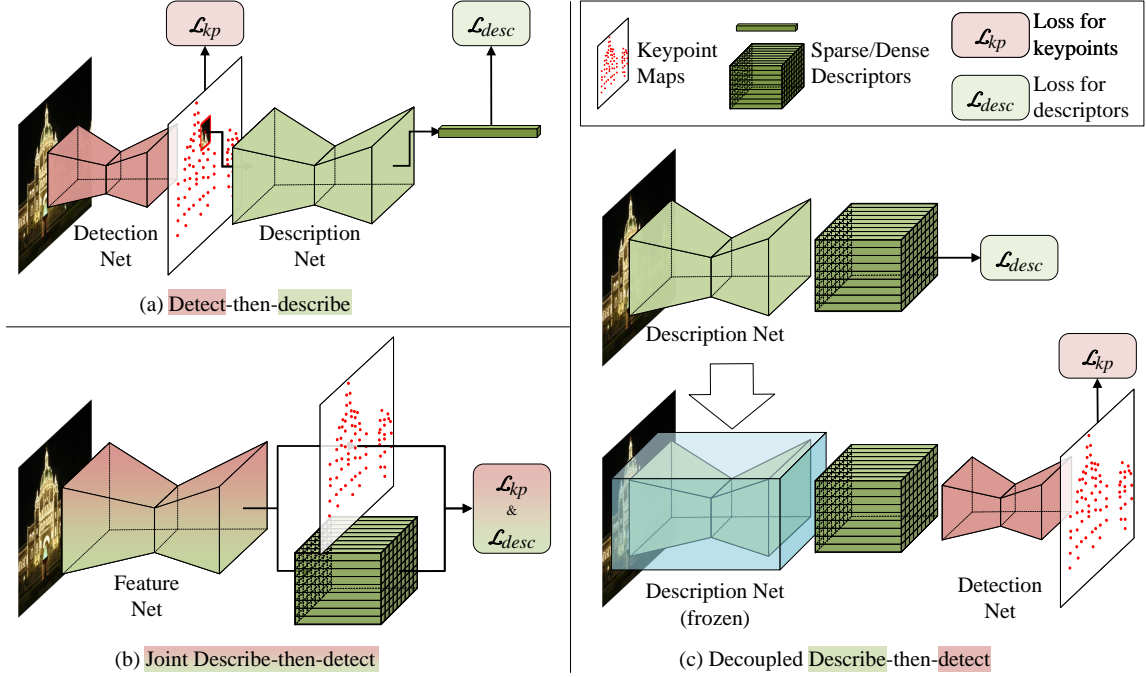 𝓛kp
𝓛desc
Detection
Net
Description
Net
(a) Detect-then-describe
Keypoint
Maps
Sparse/Dense
Descriptors
𝓛kp
Loss for
keypoints
𝓛desc
Loss for
descriptors
Feature
Net
𝓛kp
&
𝓛desc
(b) Joint Describe-then-detect
Description Net
𝓛desc
Description Net
(frozen)
𝓛kp
Detection
Net
(c) Decoupled Describe-then-detect